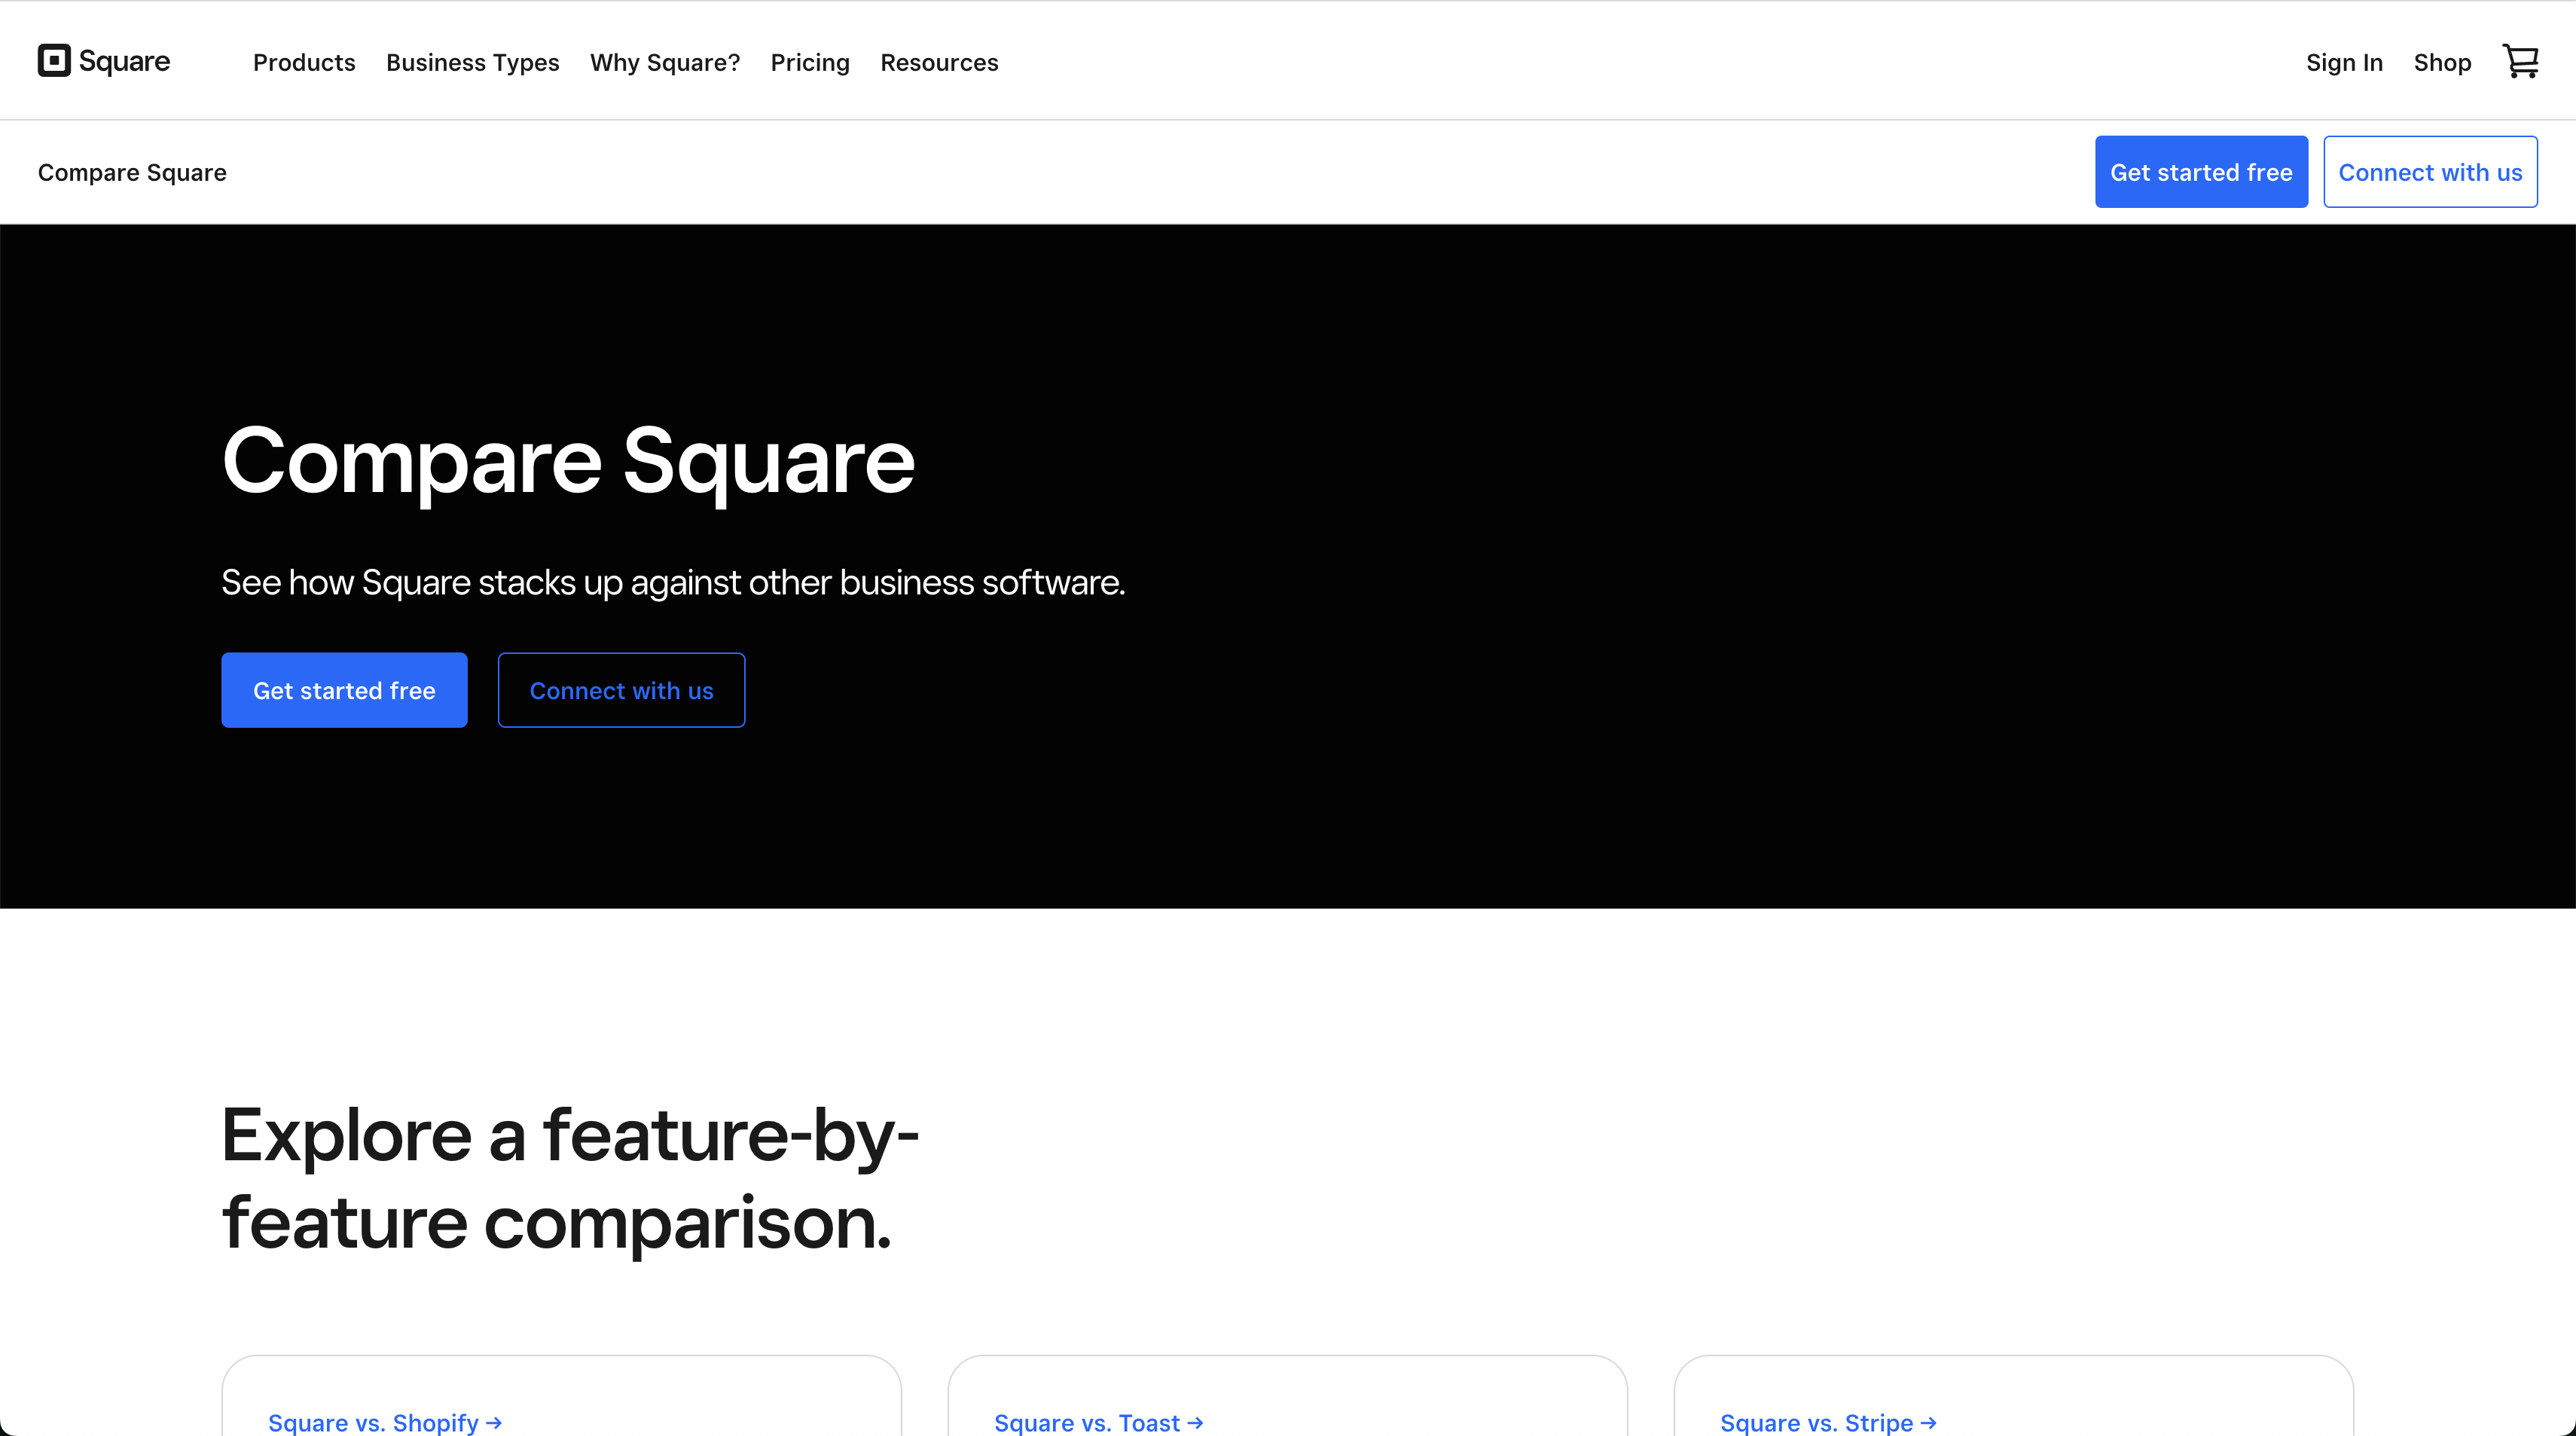 Square
Products Business Types Why Square? Pricing Resources
Sign In Shop
Compare Square
Get started free Connect with us
Compare Square
See how Square stacks up against other business software.
Get started free Connect with us
Explore a feature-by-
feature comparison.
Square vs. Shopify →
Square vs. Toast →
Square vs. Stripe →